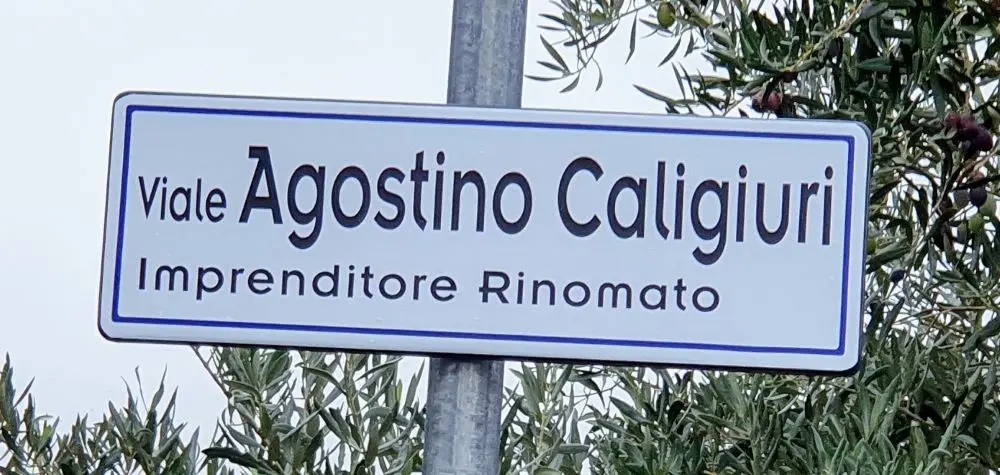 Viale Agostino Caligiuri
Imprenditore Rinomato